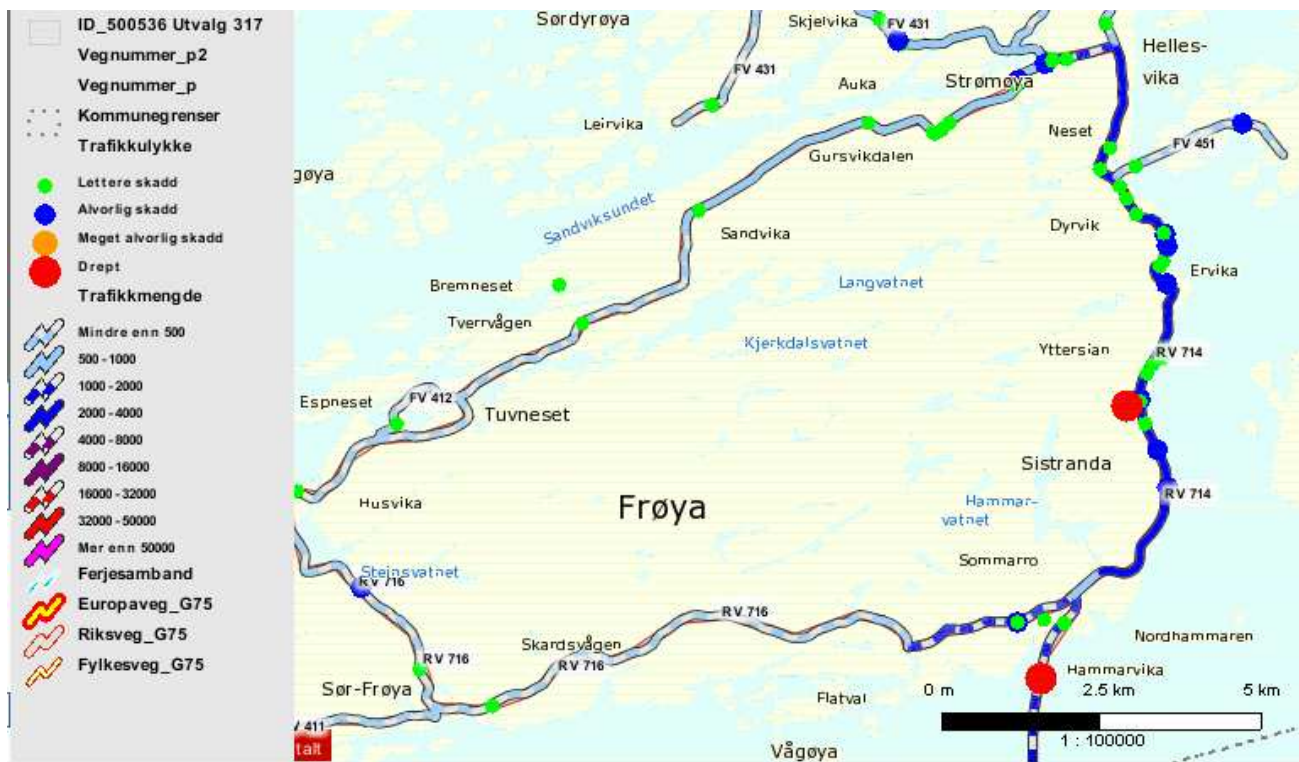 ID_500536 Utvalg 317
Vegnummer_p2
Vegnummer_p
Kommunegrenser
Trafikkulykke
Lettere skadd
Alvorlig skadd
Meget alvorlig skadd
Drept
Trafikkmengde
Mindre enn 500
500 - 1000
1000 - 2000
2000 - 4000
4000 - 8000
8000 - 16000
16000 - 32000
32000 - 50000
Mer enn 50000
Ferjesamband
Europaveg_G75
Riksveg_G75
Fylkesveg_G75
Sørdyrøya
Skjelvika
FV 431
Helles-
vika
FV 431
Auka
Strømøya
Leirvika
Neset
FV 451
Gursvikdalen
gøya
Sandviksundet
Sandvika
Dyrvik
Ervika
Bremneset
Langvatnet
Tverrvågen
Kjerkdalsvatnet
Yttersian
RV 714
Espneset
FV 412
Tuvneset
Sistranda
RV 714
Husvika
Frøya
Hammar-
vatnet
Sommarro
Steinsvatnet
RV 716
RV 716
Skardsvågen
Nordhammaren
RV 716
RV 716
Hammarvika
Sør-Frøya
Flatval
0 m
2.5 km
5 km
V 411
talt
Vågøya
1 : 100000